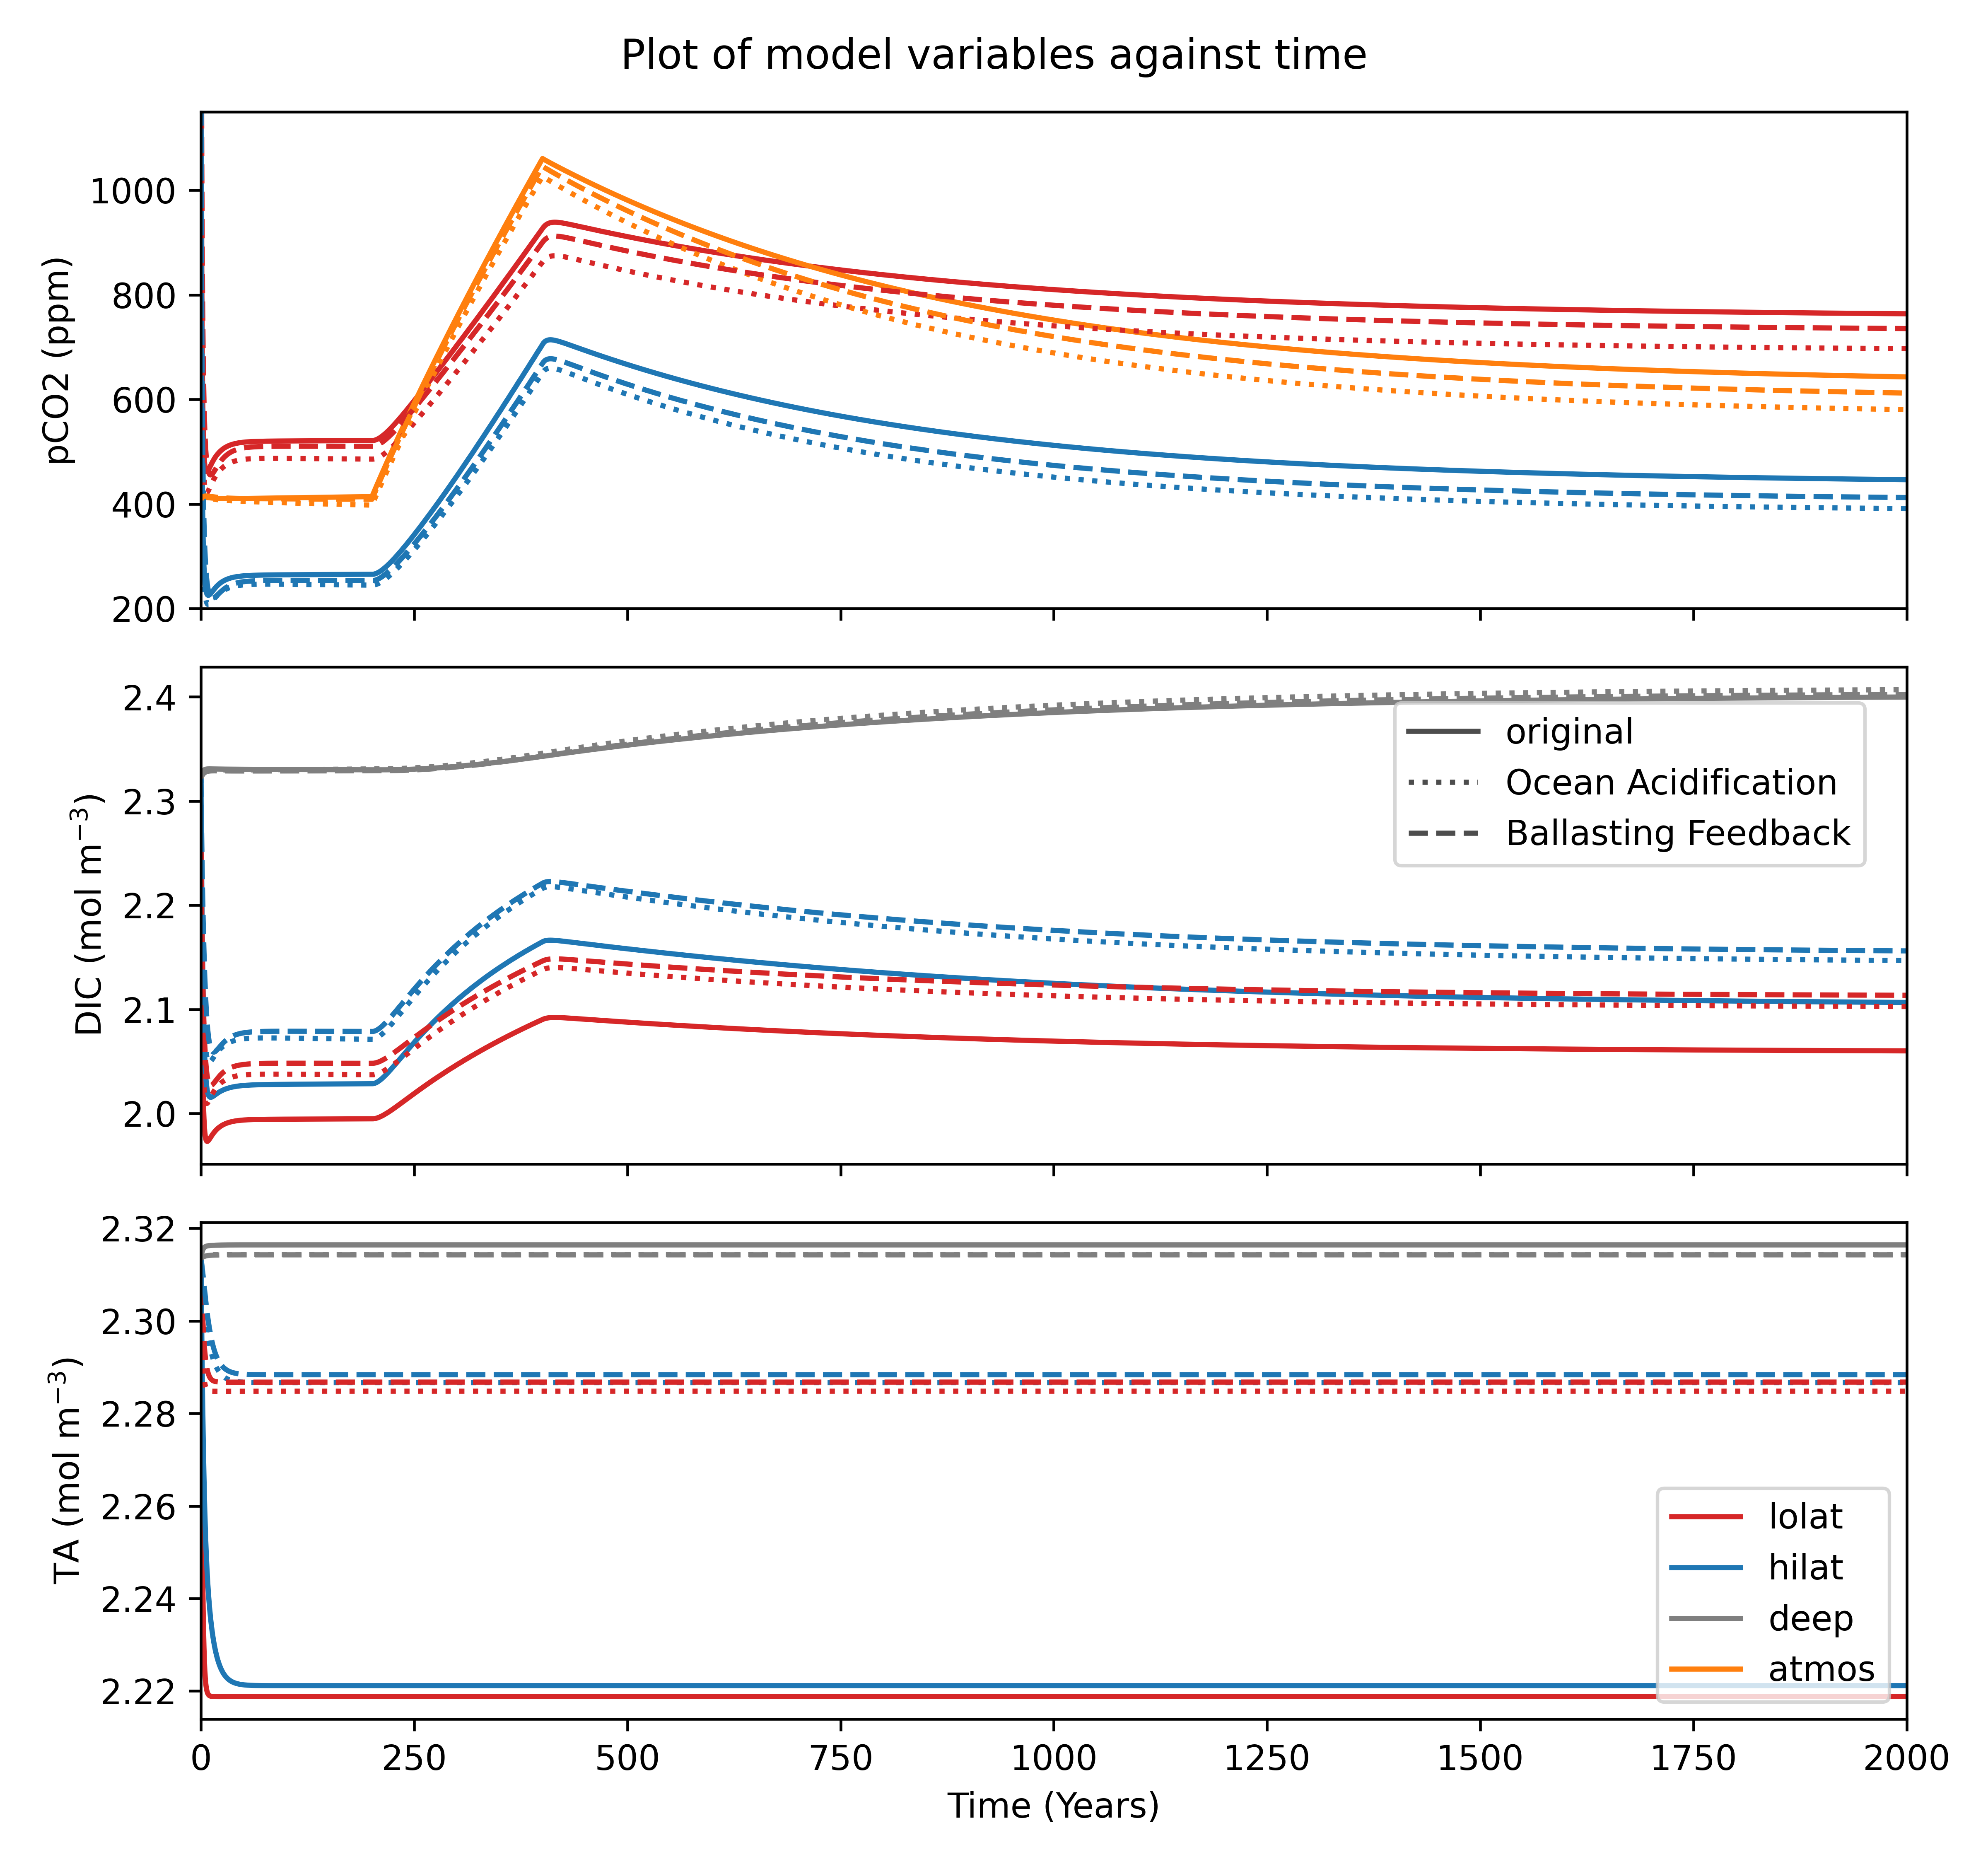 Plot of model variables against time
pCO2 (ppm)
1000
800
600
400
200
DIC (mol m⁻³)
2.4
2.3
2.2
2.1
2.0
original
Ocean Acidification
Ballasting Feedback
TA (mol m⁻³)
2.32
2.30
2.28
2.26
2.24
2.22
lolat
hilat
deep
atmos
0 250 500 750 1000 1250 1500 1750 2000
Time (Years)